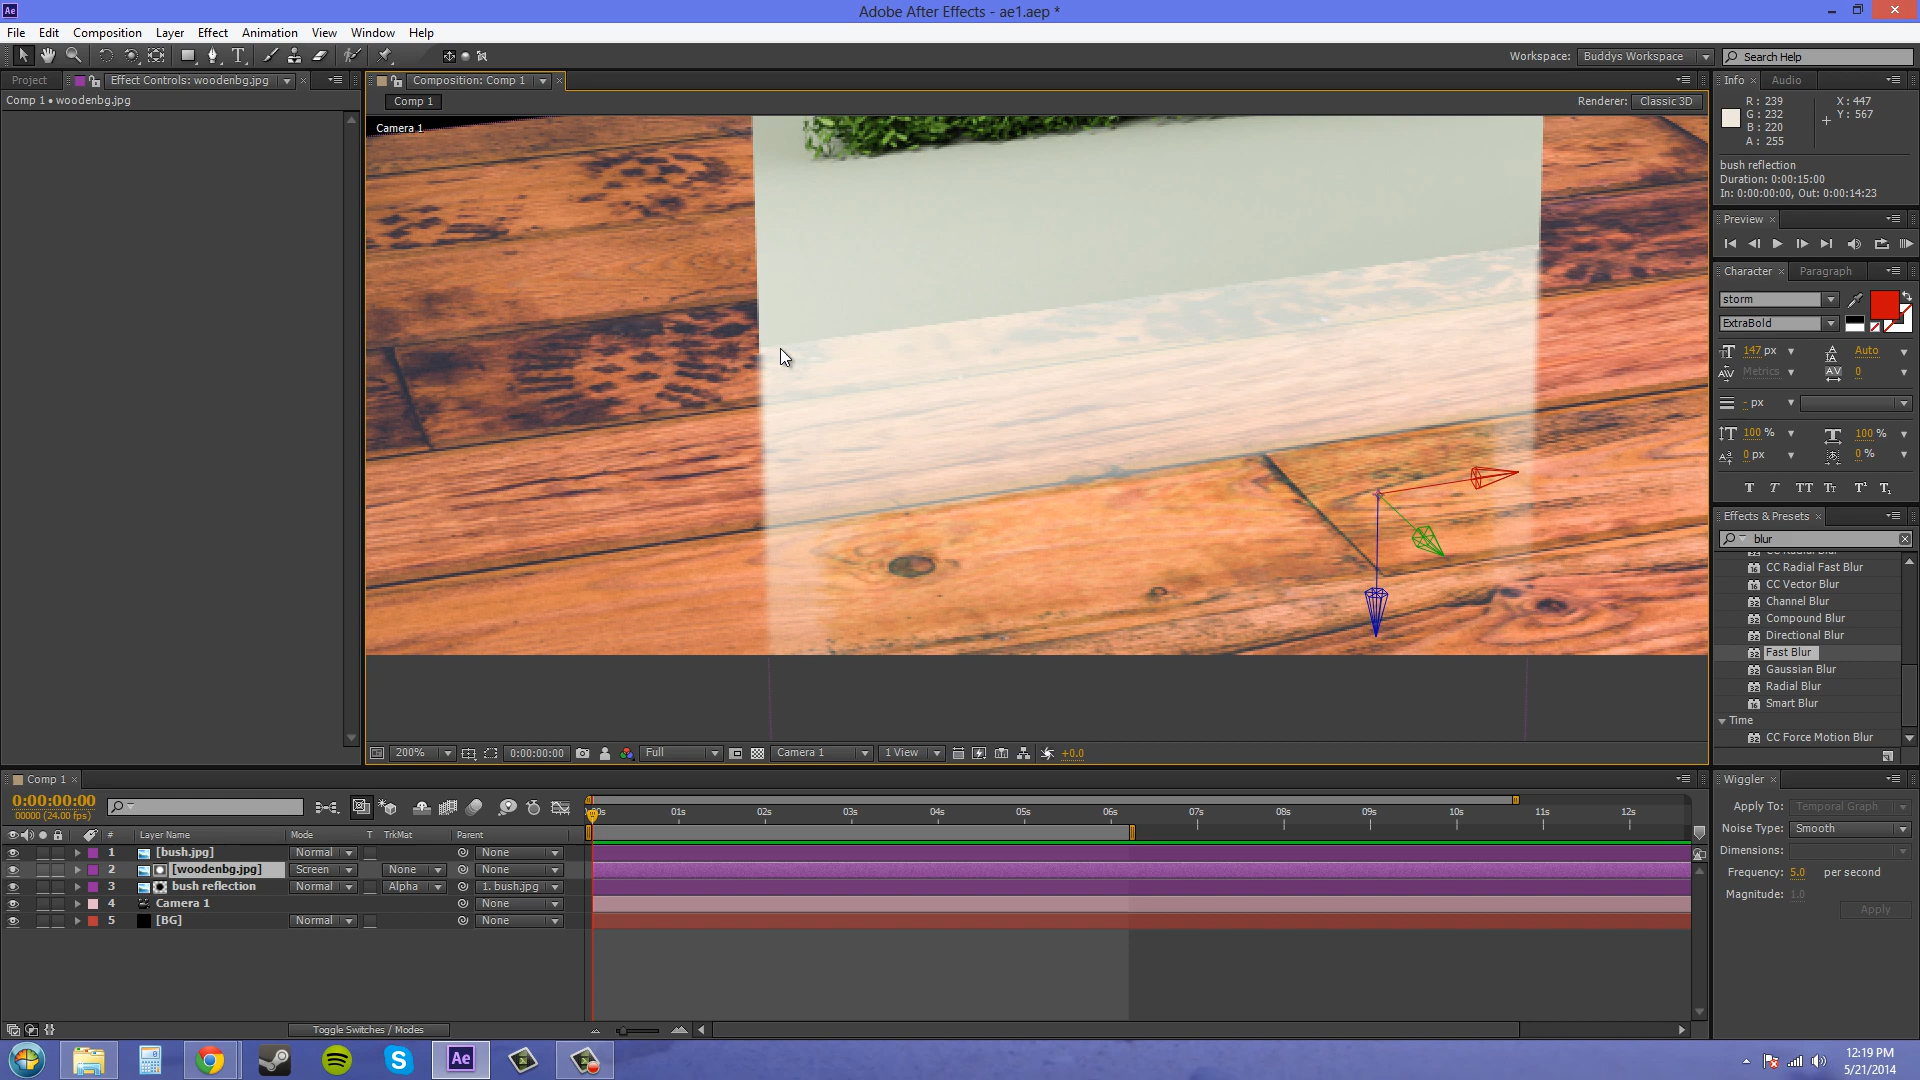 Adobe After Effects - ae1.aep *
File Edit Composition Layer Effect Animation View Window Help
Workspace: Buddys Workspace Search Help
Project Effect Controls: woodenbg.jpg Composition: Comp 1 Info Audio
Comp 1 • woodenbg.jpg
Comp 1 Renderer: Classic 3D
Camera 1
R: 239 X: 447
G: 232 Y: 567
B: 220
A: 255
bush reflection
Duration: 0:00:15:00
In: 0:00:00:00, Out: 0:00:14:23
Preview
Character Paragraph
storm
ExtraBold
147 px Auto
Metrics 0
- px
100 % 100 %
0 px 0 %
T T TT Tт T¹ T₁
Effects & Presets
blur
CC Radial Blur
CC Radial Fast Blur
CC Vector Blur
Channel Blur
Compound Blur
Directional Blur
Fast Blur
Gaussian Blur
Radial Blur
Smart Blur
Time
CC Force Motion Blur
200% 0:00:00:00 Full Camera 1 1 View +0.0
Comp 1
0:00:00:00
00000 (24.00 fps)
01s 02s 03s 04s 05s 06s 07s 08s 09s 10s 11s 12s
# Layer Name Mode T TrkMat Parent
1 [bush.jpg] Normal None
2 [woodenbg.jpg] Screen None None
3 bush reflection Normal Alpha 1. bush.jpg
4 Camera 1 None
5 [BG] Normal None
Toggle Switches / Modes
Wiggler
Apply To: Temporal Graph
Noise Type: Smooth
Dimensions:
Frequency: 5.0 per second
Magnitude: 1.0
Apply
Ae
12:19 PM
5/21/2014